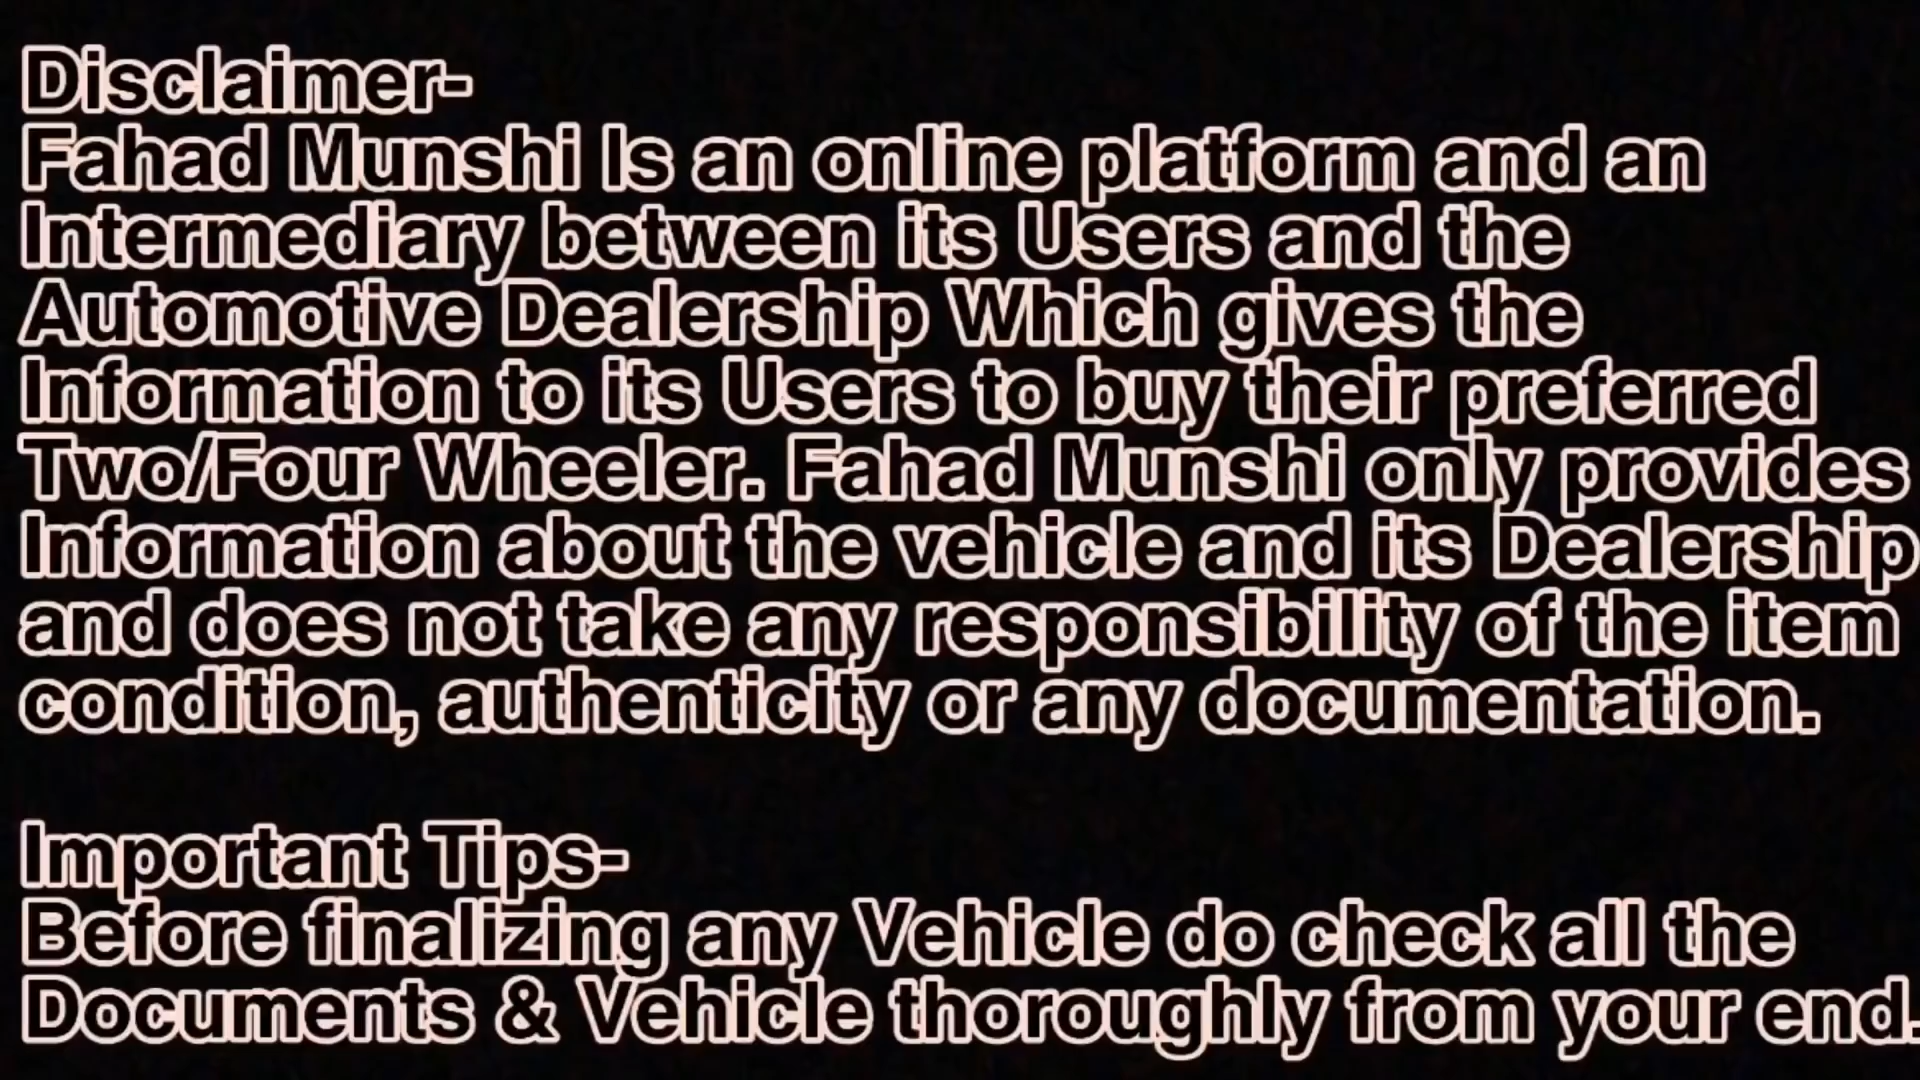 Disclaimer-
Fahad Munshi Is an online platform and an
Intermediary between its Users and the
Automotive Dealership Which gives the
Information to its Users to buy their preferred
Two/Four Wheeler. Fahad Munshi only provides
Information about the vehicle and its Dealership
and does not take any responsibility of the item
condition, authenticity or any documentation.
Important Tips-
Before finalizing any Vehicle do check all the
Documents & Vehicle thoroughly from your end.